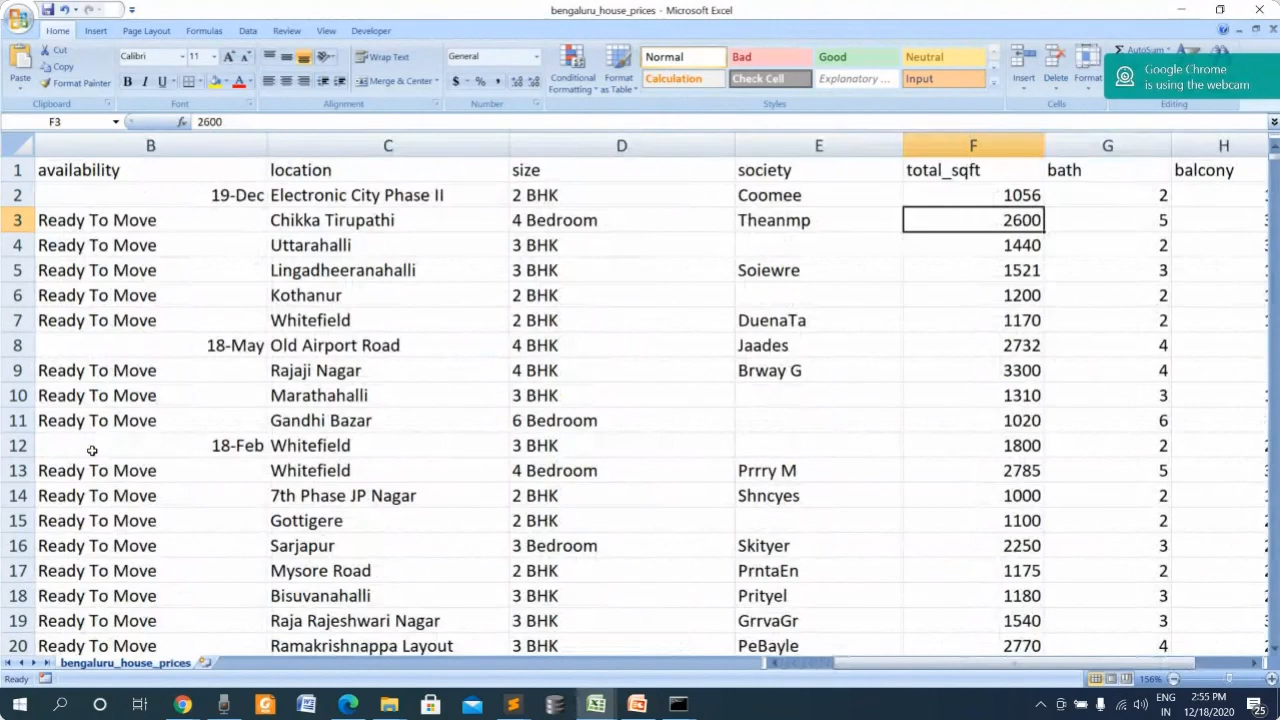 bengaluru_house_prices - Microsoft Excel
Home Insert Page Layout Formulas Data Review View Developer
Paste
Cut
Copy
Format Painter
Calibri 11
B I U
Wrap Text
Merge & Center
General
$ % ,
Conditional Formatting
Format as Table
Normal Bad Good Neutral
Calculation Check Cell Explanatory ... Input
Insert Delete Format
AutoSum
Google Chrome
is using the webcam
Clipboard Font Alignment Number Styles Cells Editing
F3 fx 2600
B C D E F G H
1 availability location size society total_sqft bath balcony
2 19-Dec Electronic City Phase II 2 BHK Coomee 1056 2
3 Ready To Move Chikka Tirupathi 4 Bedroom Theanmp 2600 5
4 Ready To Move Uttarahalli 3 BHK 1440 2
5 Ready To Move Lingadheeranahalli 3 BHK Soiewre 1521 3
6 Ready To Move Kothanur 2 BHK 1200 2
7 Ready To Move Whitefield 2 BHK DuenaTa 1170 2
8 18-May Old Airport Road 4 BHK Jaades 2732 4
9 Ready To Move Rajaji Nagar 4 BHK Brway G 3300 4
10 Ready To Move Marathahalli 3 BHK 1310 3
11 Ready To Move Gandhi Bazar 6 Bedroom 1020 6
12 18-Feb Whitefield 3 BHK 1800 2
13 Ready To Move Whitefield 4 Bedroom Prrry M 2785 5
14 Ready To Move 7th Phase JP Nagar 2 BHK Shncyes 1000 2
15 Ready To Move Gottigere 2 BHK 1100 2
16 Ready To Move Sarjapur 3 Bedroom Skityer 2250 3
17 Ready To Move Mysore Road 2 BHK PrntaEn 1175 2
18 Ready To Move Bisuvanahalli 3 BHK Prityel 1180 3
19 Ready To Move Raja Rajeshwari Nagar 3 BHK GrrvaGr 1540 3
20 Ready To Move Ramakrishnappa Layout 3 BHK PeBayle 2770 4
bengaluru_house_prices
Ready 156%
ENG 2:55 PM
IN 12/18/2020 25